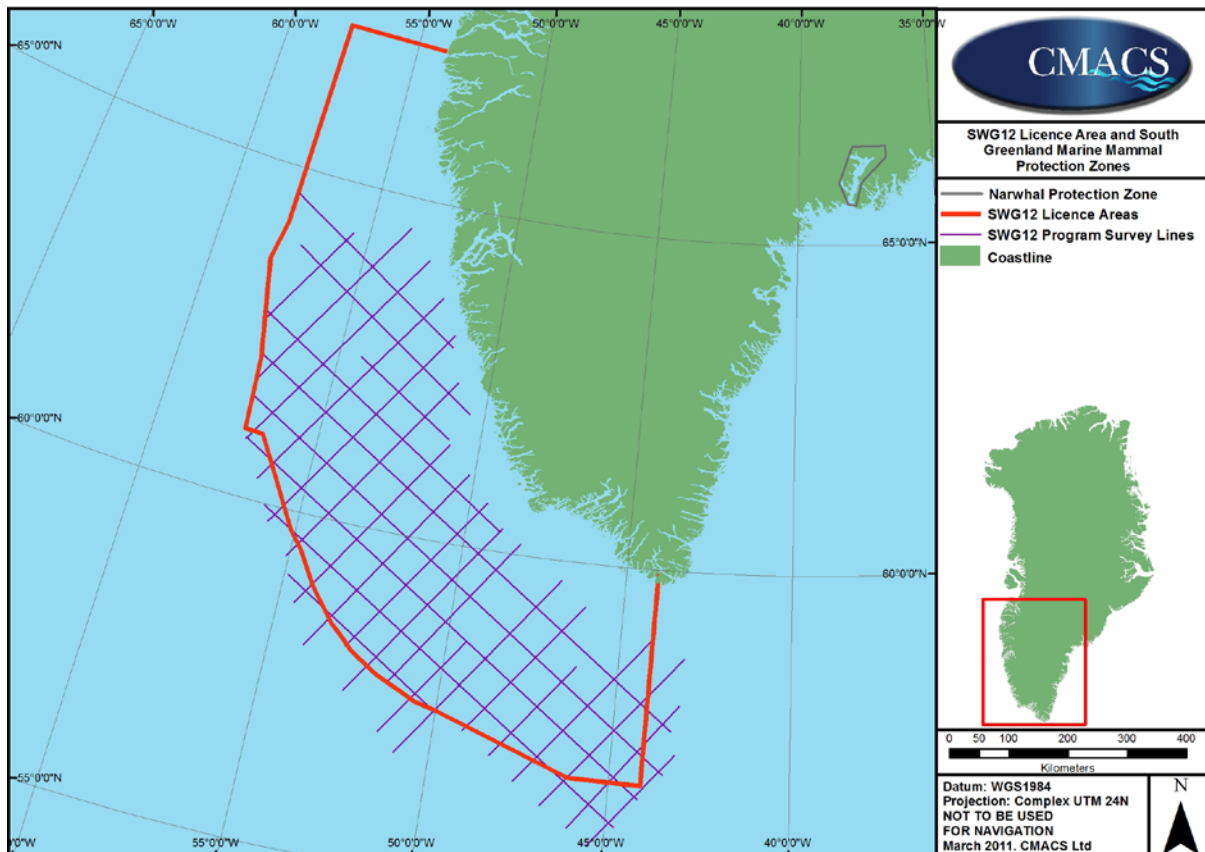 65°0'0"W
60°0'0"W
55°0'0"W
50°0'0"W
45°0'0"W
40°0'0"W
35°0'0"W
65°0'0"N
60°0'0"N
55°0'0"N
65°0'0"N
60°0'0"N
0°0'0"W
55°0'0"W
50°0'0"W
45°0'0"W
40°0'0"W
CMACS
SWG12 Licence Area and South
Greenland Marine Mammal
Protection Zones
Narwhal Protection Zone
SWG12 Licence Areas
SWG12 Program Survey Lines
Coastline
0 50 100 200 300 400
Kilometers
Datum: WGS1984
Projection: Complex UTM 24N
NOT TO BE USED
FOR NAVIGATION
March 2011. CMACS Ltd
N